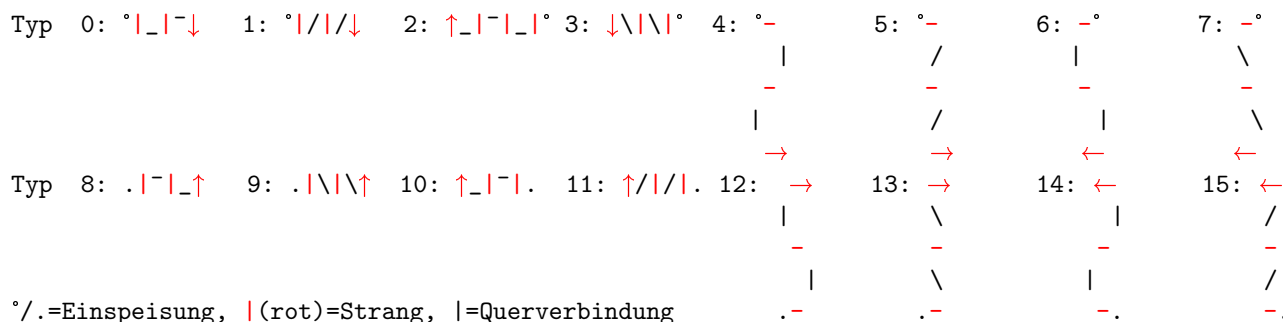 Typ  0: °|_|¯↓   1: °|/|/↓   2: ↑_|¯|_|° 3: ↓\|\|°  4: °-         5: °-         6: -°         7: -°
|           /          |            \
-           -           -           -
|             /            |           \
→           →          ←          ←
Typ  8: .|¯|_↑   9: .|\|\↑  10: ↑_|¯|.  11: ↑/|/|. 12:  →     13: →        14: ←        15: ←
|           \             |           /
-           -           -            -
|         \           |             /
°/.=Einspeisung, |(rot)=Strang, |=Querverbindung        .-         .-            -.          -.